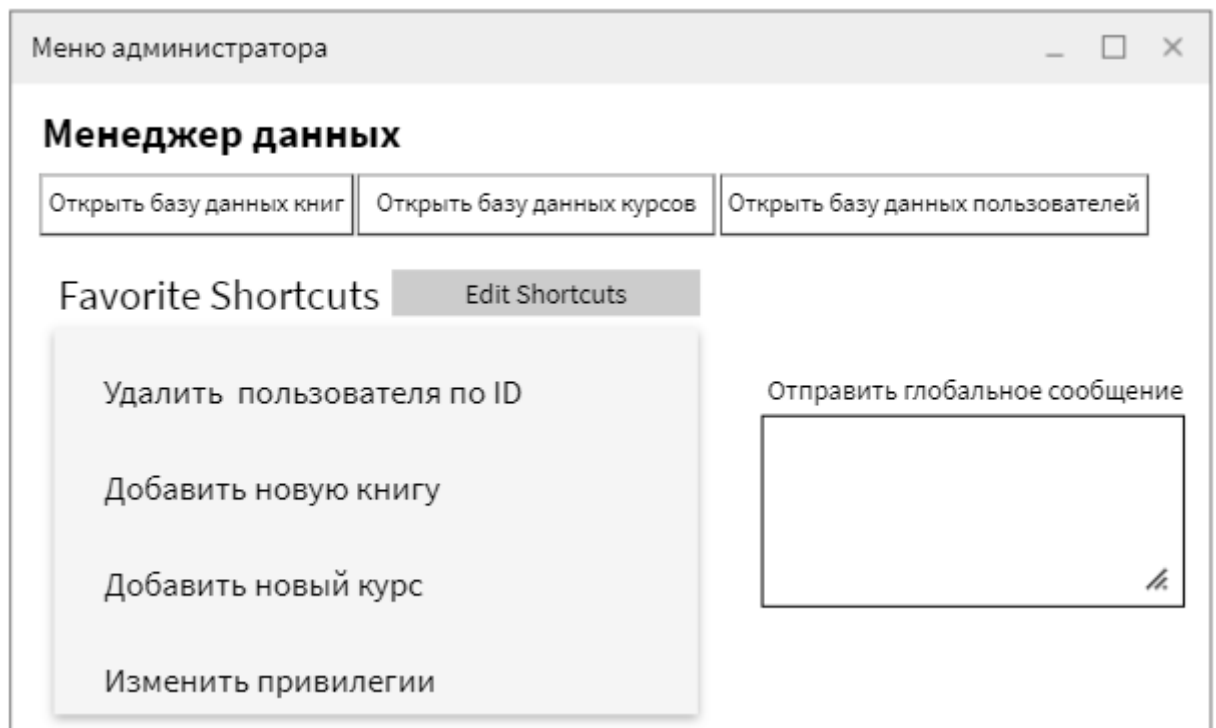 Меню администратора
Менеджер данных
Открыть базу данных книг
Открыть базу данных курсов
Открыть базу данных пользователей
Favorite Shortcuts
Edit Shortcuts
Удалить пользователя по ID
Добавить новую книгу
Добавить новый курс
Изменить привилегии
Отправить глобальное сообщение